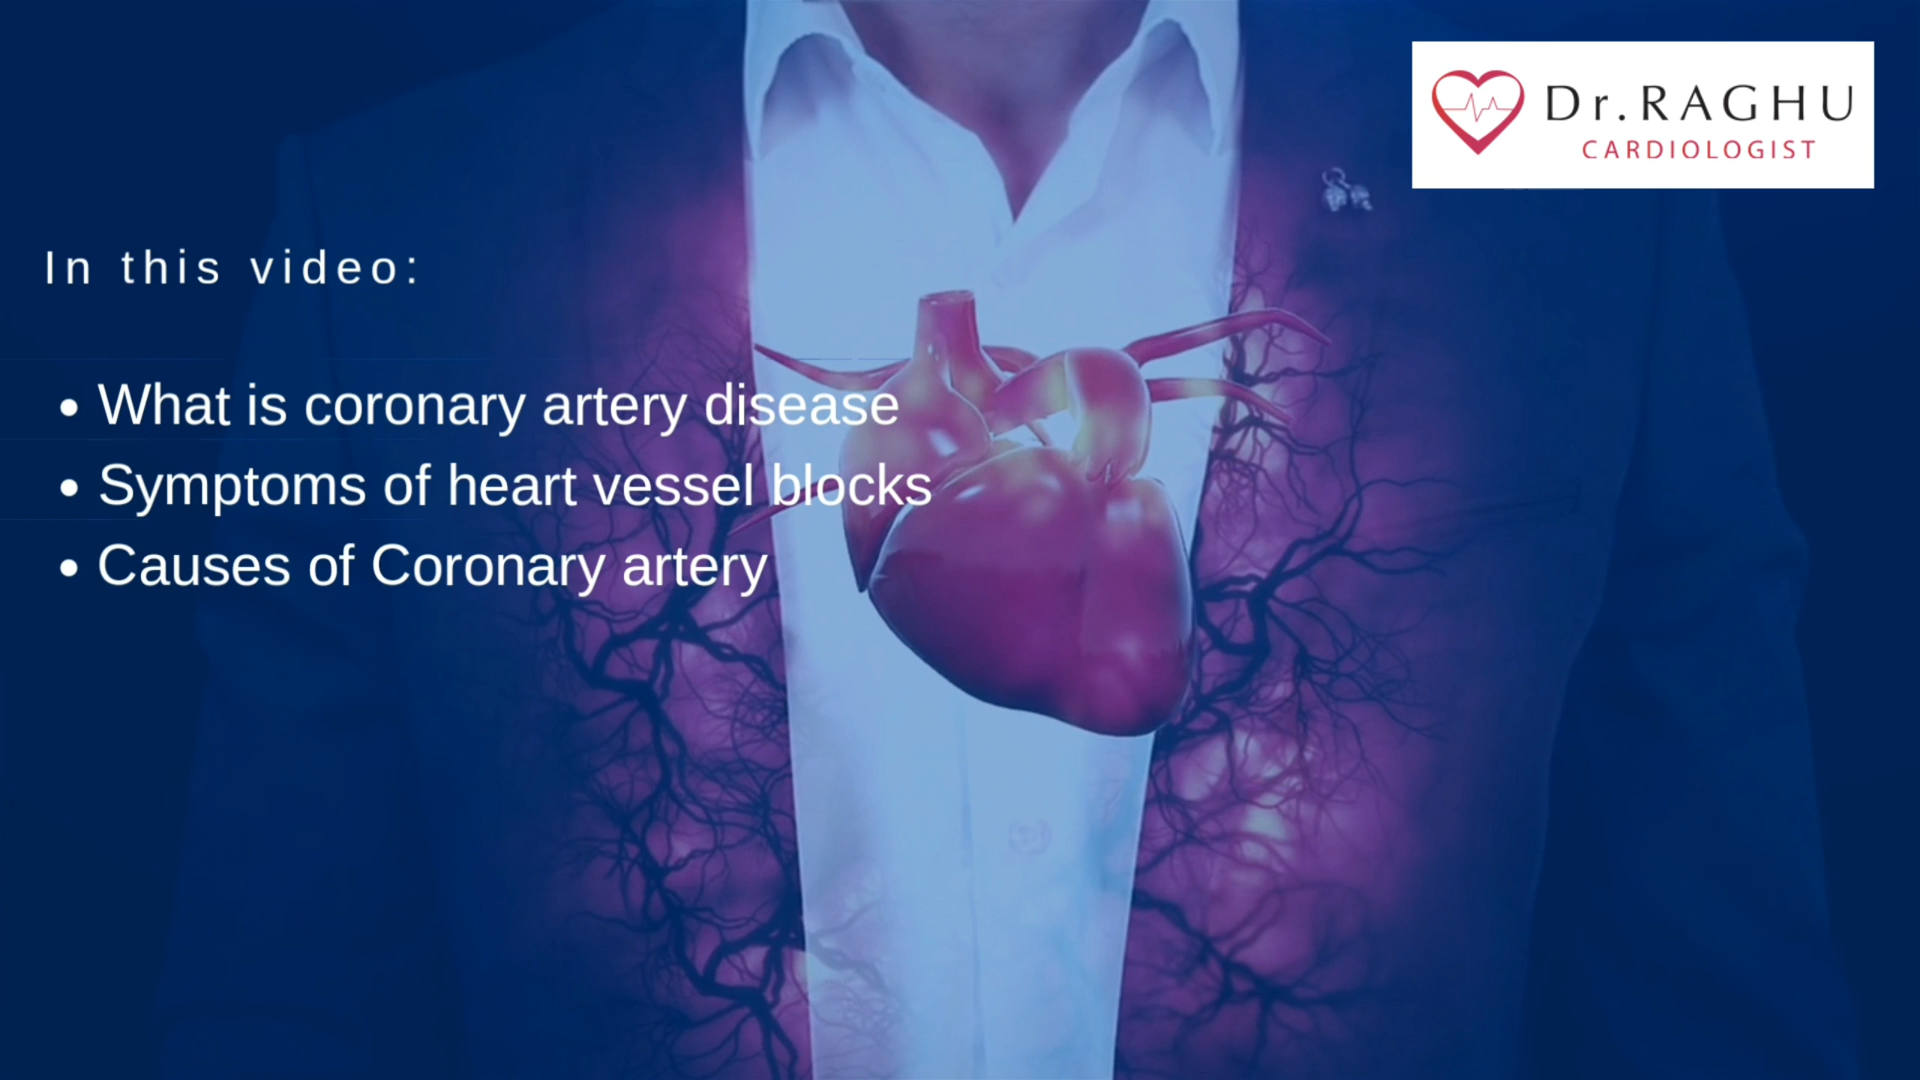 Dr.RAGHU
CARDIOLOGIST
In this video:
• What is coronary artery disease
• Symptoms of heart vessel blocks
• Causes of Coronary artery